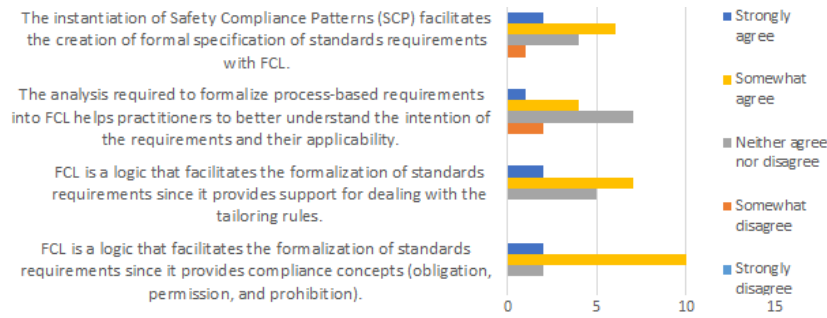 The instantiation of Safety Compliance Patterns (SCP) facilitates
the creation of formal specification of standards requirements
with FCL.
The analysis required to formalize process-based requirements
into FCL helps practitioners to better understand the intention of
the requirements and their applicability.
FCL is a logic that facilitates the formalization of standards
requirements since it provides support for dealing with the
tailoring rules.
FCL is a logic that facilitates the formalization of standards
requirements since it provides compliance concepts (obligation,
permission, and prohibition).
0 5 10 15
Strongly
agree
Somewhat
agree
Neither agree
nor disagree
Somewhat
disagree
Strongly
disagree